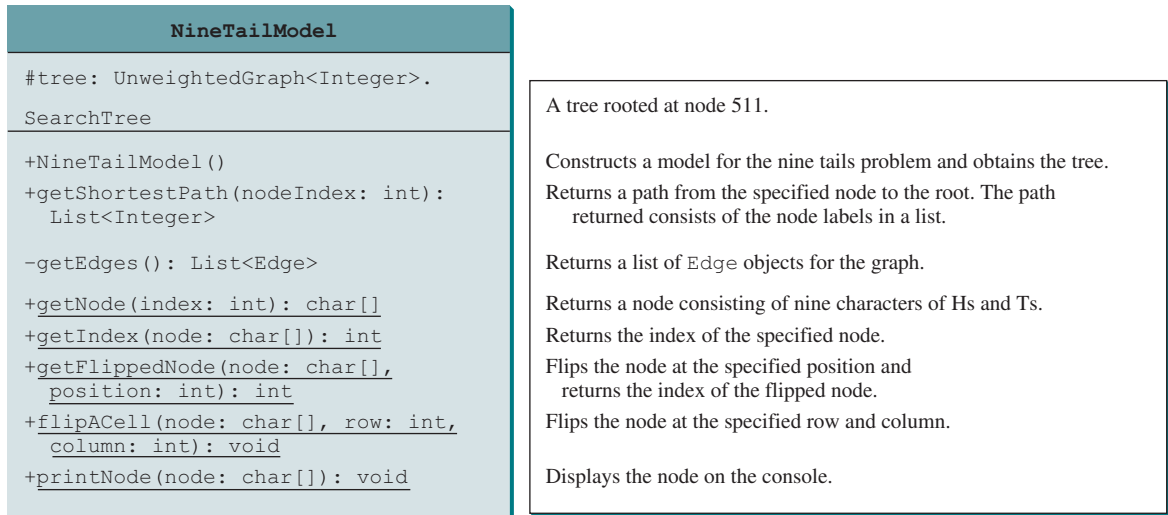 NineTailModel
#tree: UnweightedGraph<Integer>.
SearchTree
A tree rooted at node 511.
+NineTailModel()
Constructs a model for the nine tails problem and obtains the tree.
+getShortestPath(nodeIndex: int):
List<Integer>
Returns a path from the specified node to the root. The path
returned consists of the node labels in a list.
-getEdges(): List<Edge>
Returns a list of Edge objects for the graph.
+getNode(index: int): char[]
Returns a node consisting of nine characters of Hs and Ts.
+getIndex(node: char[]): int
Returns the index of the specified node.
+getFlippedNode(node: char[],
position: int): int
Flips the node at the specified position and
returns the index of the flipped node.
+flipACell(node: char[], row: int,
column: int): void
Flips the node at the specified row and column.
+printNode(node: char[]): void
Displays the node on the console.